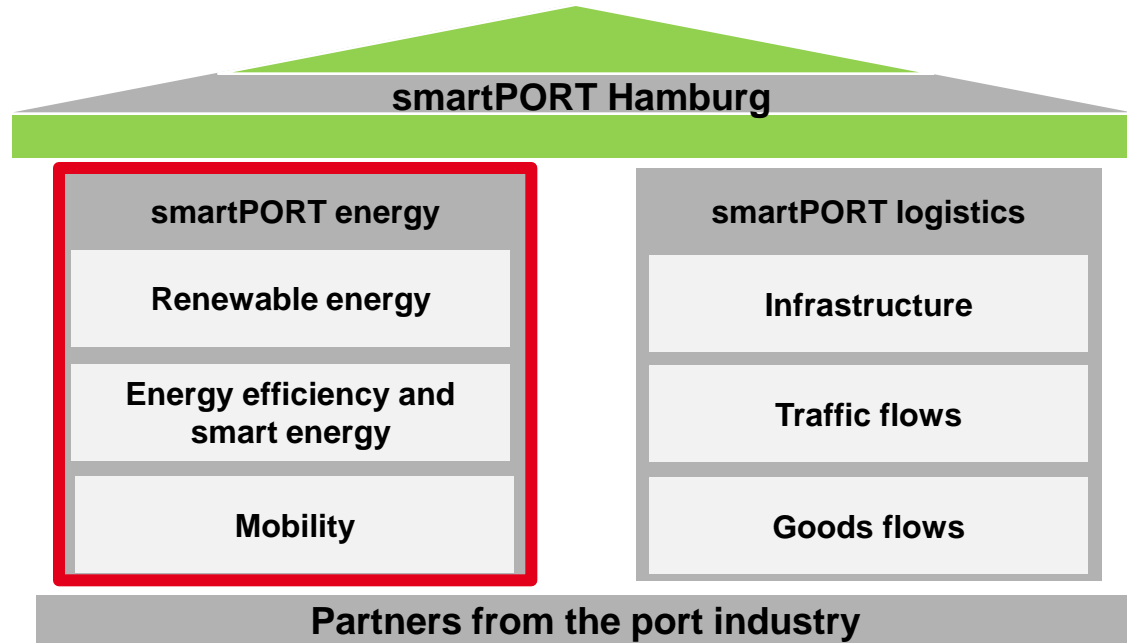 smartPORT Hamburg
smartPORT energy
Renewable energy
Energy efficiency and
smart energy
Mobility
smartPORT logistics
Infrastructure
Traffic flows
Goods flows
Partners from the port industry